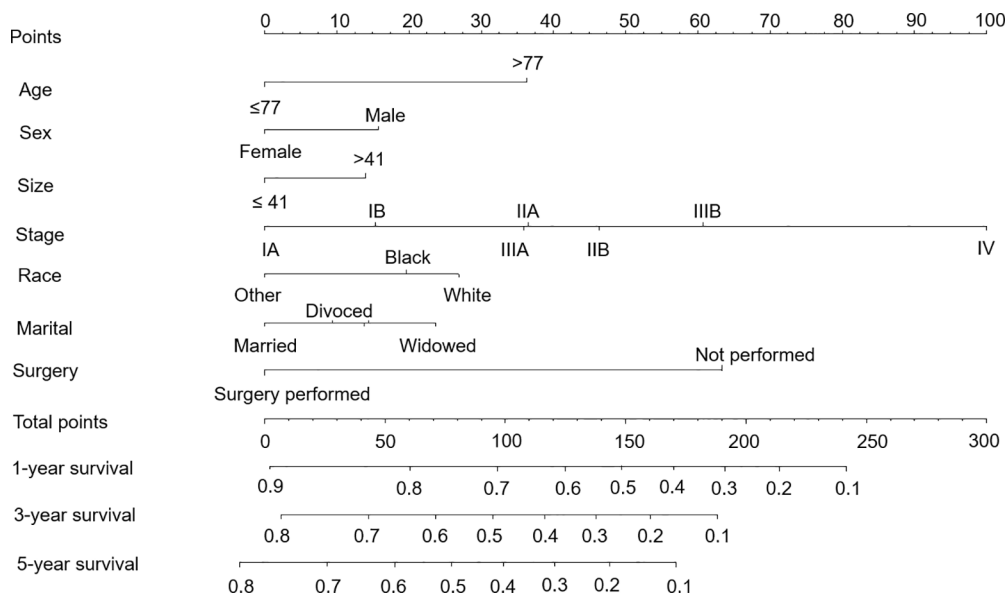 Points 0 10 20 30 40 50 60 70 80 90 100
Age ≤77 >77
Sex Female Male
Size ≤ 41 >41
Stage IA IB IIIA IIA IIB IIIB IV
Race Other Black White
Marital Married Divoced Widowed
Surgery Surgery performed Not performed
Total points 0 50 100 150 200 250 300
1-year survival 0.9 0.8 0.7 0.6 0.5 0.4 0.3 0.2 0.1
3-year survival 0.8 0.7 0.6 0.5 0.4 0.3 0.2 0.1
5-year survival 0.8 0.7 0.6 0.5 0.4 0.3 0.2 0.1